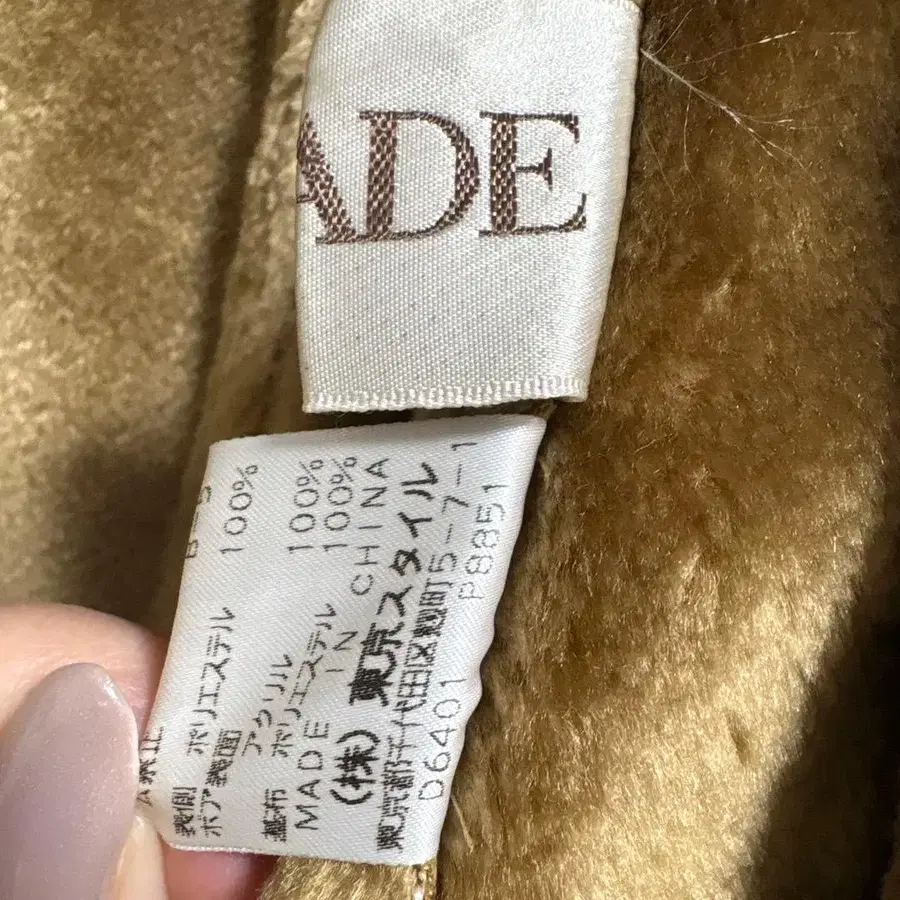 ADE
表側 ポリエステル 100%
ボア表面
アクリル 100%
基布 ポリエステル 100%
MADE IN CHINA
(株) 東京スタイル
東京都千代田区麹町5-7-1
D6401 P8851